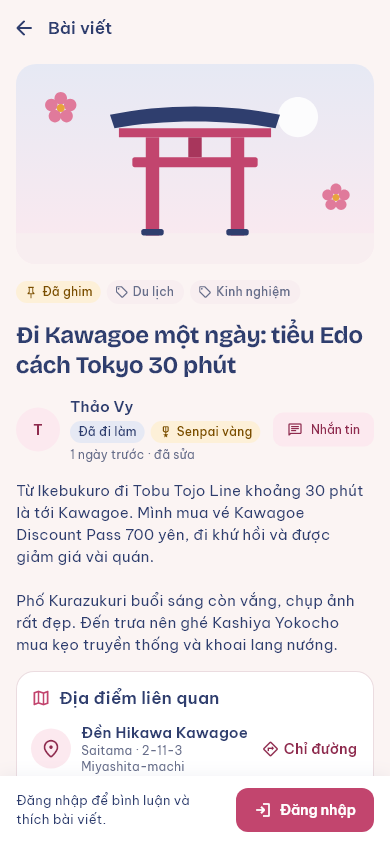 Bài viết
Đã ghim
Du lịch
Kinh nghiệm
Đi Kawagoe một ngày: tiểu Edo
cách Tokyo 30 phút
T
Thảo Vy
Đã đi làm
Senpai vàng
1 ngày trước · đã sửa
Nhắn tin
Từ Ikebukuro đi Tobu Tojo Line khoảng 30 phút
là tới Kawagoe. Mình mua vé Kawagoe
Discount Pass 700 yên, đi khứ hồi và được
giảm giá vài quán.
Phố Kurazukuri buổi sáng còn vắng, chụp ảnh
rất đẹp. Đến trưa nên ghé Kashiya Yokocho
mua kẹo truyền thống và khoai lang nướng.
Địa điểm liên quan
Đền Hikawa Kawagoe
Saitama · 2-11-3
Miyashita-machi
Chỉ đường
Đăng nhập để bình luận và
thích bài viết.
Đăng nhập